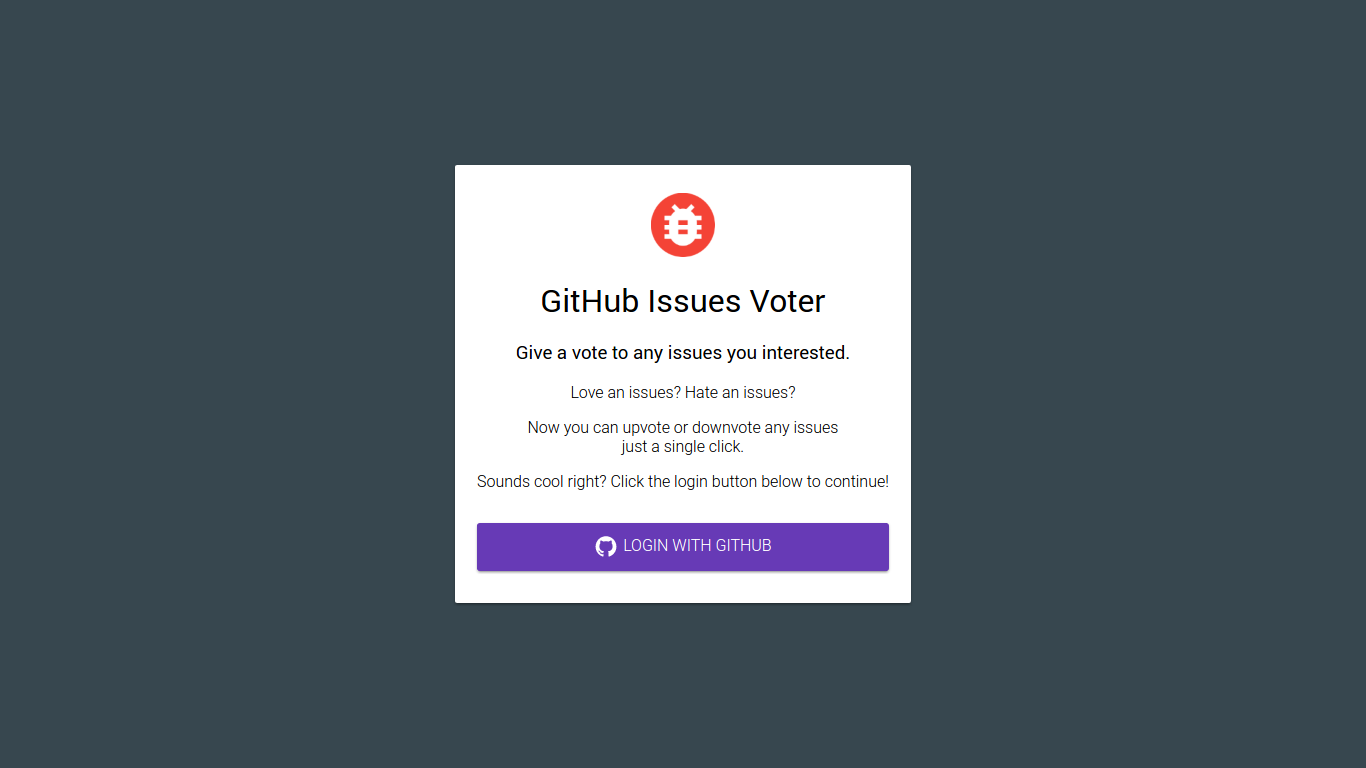 GitHub Issues Voter
Give a vote to any issues you interested.
Love an issues? Hate an issues?
Now you can upvote or downvote any issues
just a single click.
Sounds cool right? Click the login button below to continue!
LOGIN WITH GITHUB